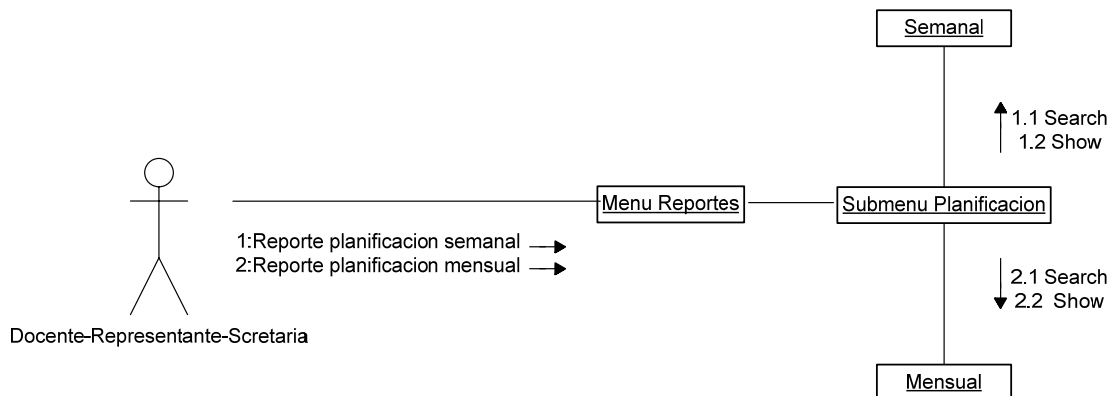 Semanal
1.1 Search
1.2 Show
Menu Reportes
Submenu Planificacion
1:Reporte planificacion semanal
2:Reporte planificacion mensual
2.1 Search
2.2 Show
Docente-Representante-Scretaria
Mensual